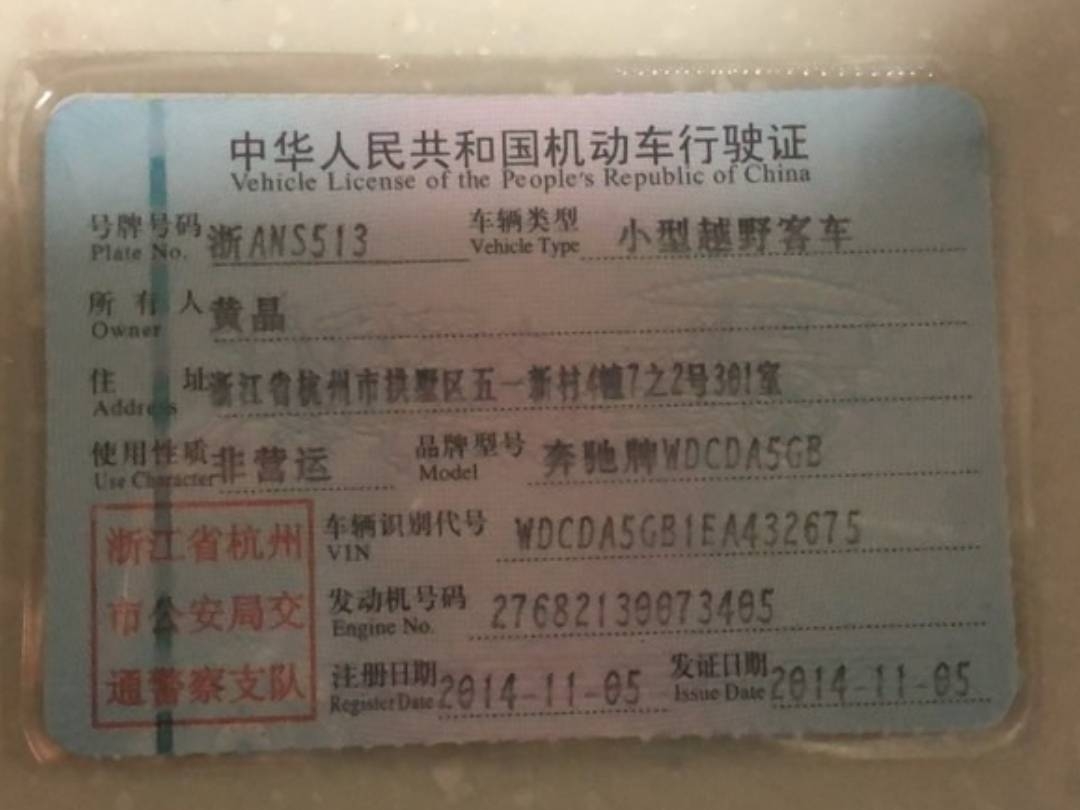 中华人民共和国机动车行驶证
Vehicle License of the People's Republic of China
号牌号码 浙ANS513 车辆类型 小型越野客车
Plate No. Vehicle Type
所有人 黄晶
Owner
住址 浙江省杭州市拱墅区五一新村4幢7之2号301室
Address
使用性质 非营运 品牌型号 奔驰牌WDCDA5GB
Use Character Model
浙江省杭州 车辆识别代号 WDCDA5GB1EA432675
VIN
市公安局交 发动机号码 27682130073405
Engine No.
通警察支队 注册日期 2014-11-05 发证日期 2014-11-05
Register Date Issue Date